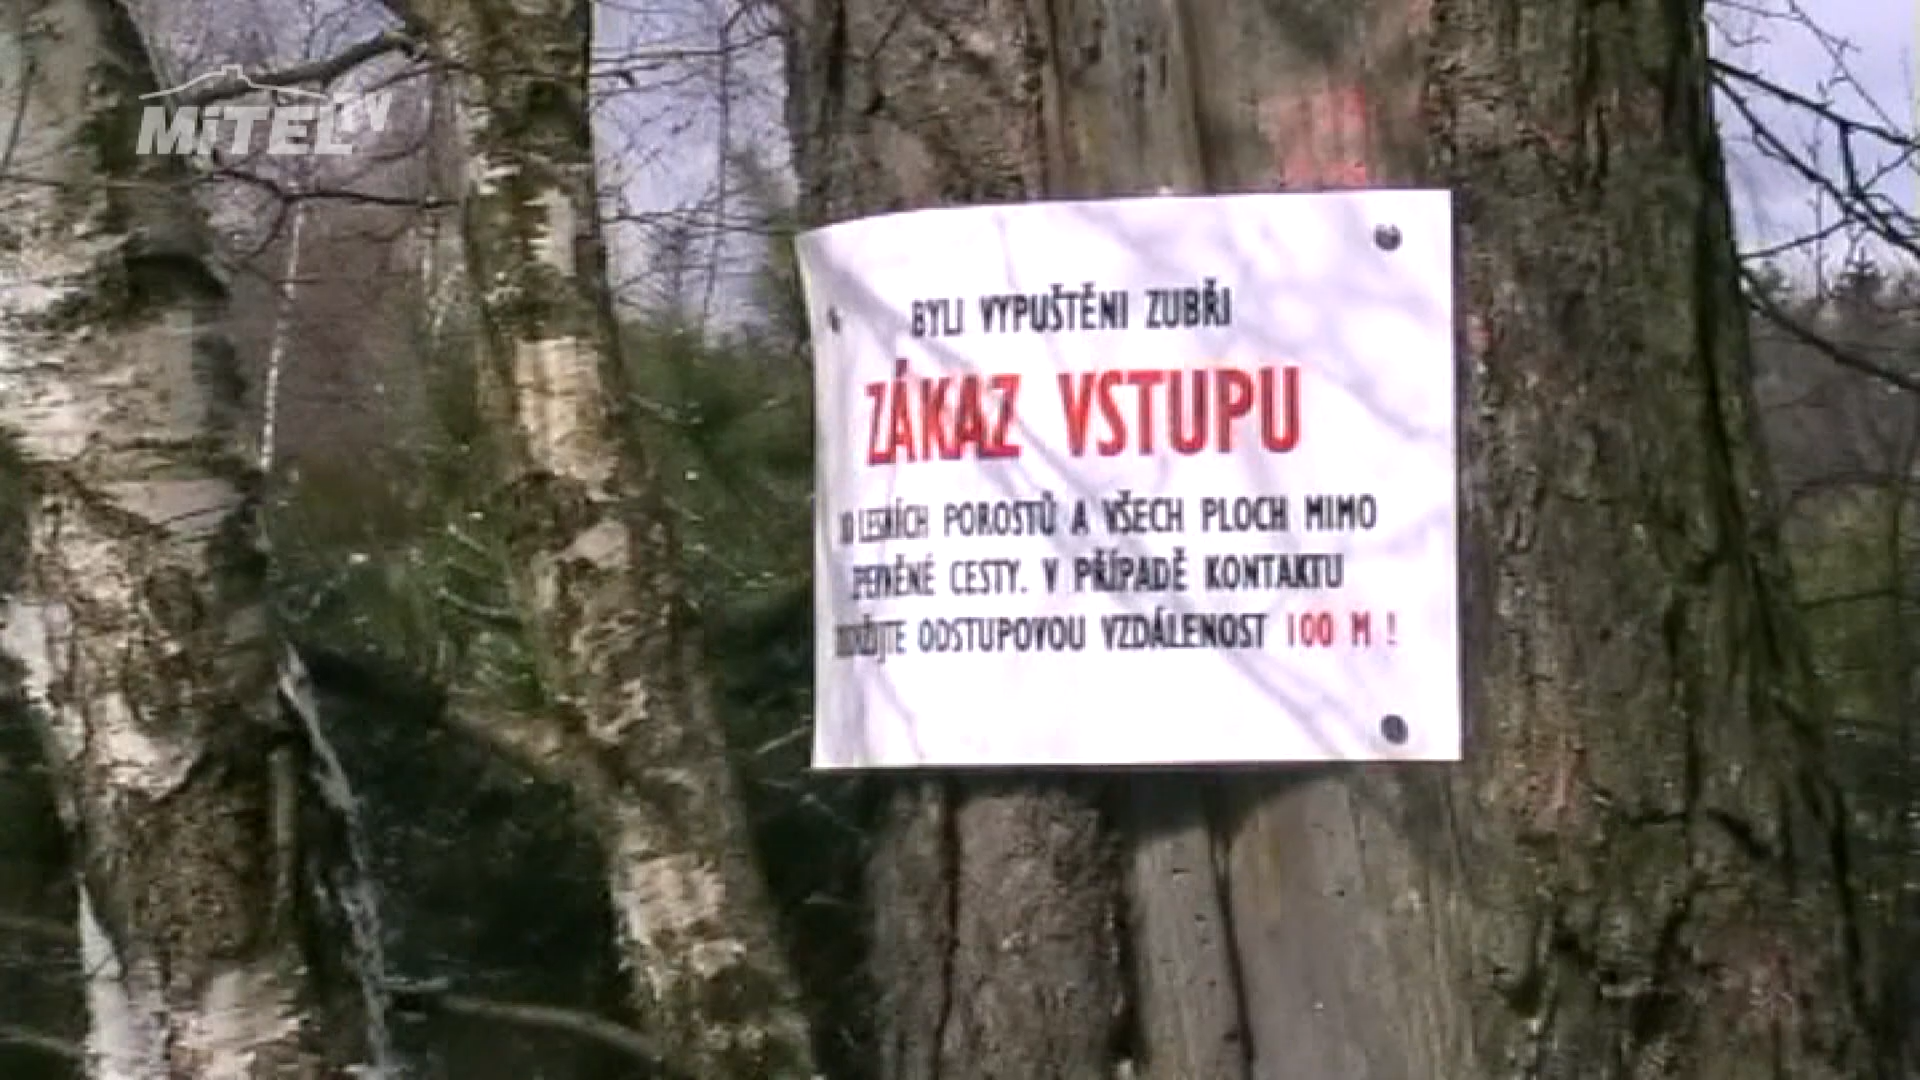 MiTEL TV
BYLI VYPUŠTĚNI ZUBŘI
ZÁKAZ VSTUPU
DO LESNÍCH POROSTŮ A VŠECH PLOCH MIMO
ZPEVNĚNÉ CESTY. V PŘÍPADĚ KONTAKTU
ODSTUPOVOU VZDÁLENOST 100 M !